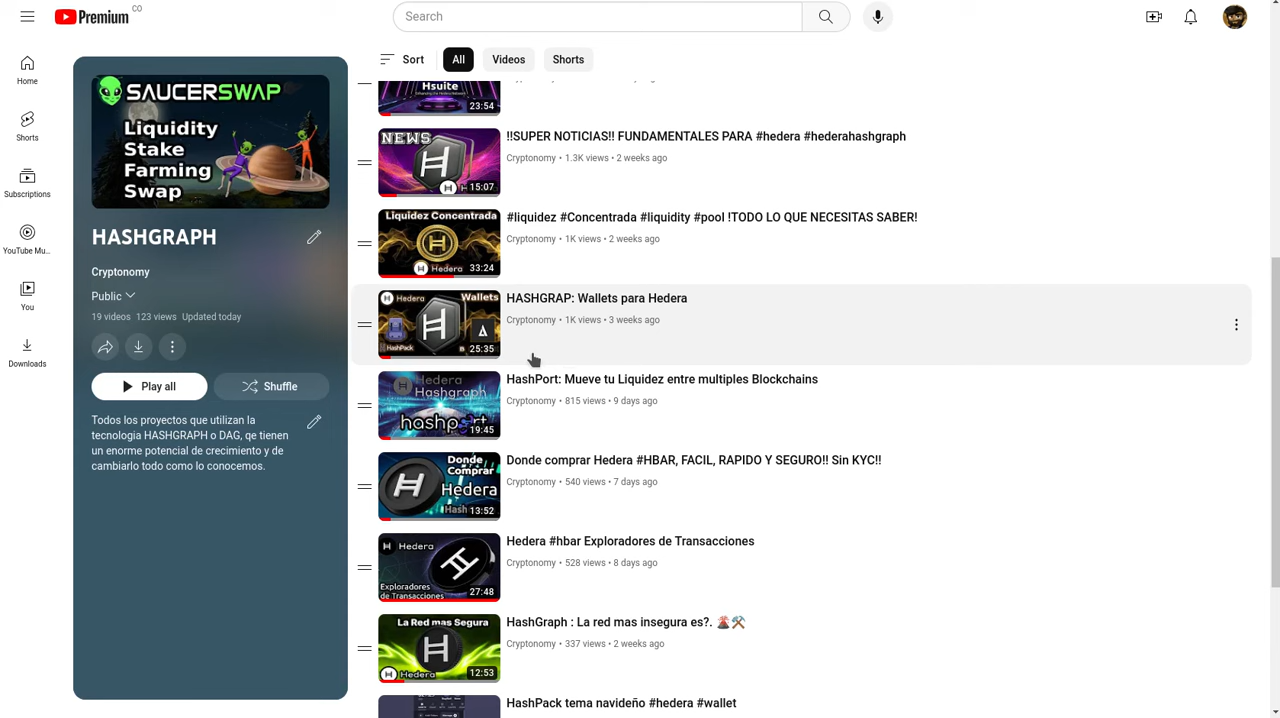 Premium
CO
Search
Home
Shorts
Subscriptions
YouTube Mu...
You
Downloads
SAUCERSWAP
Liquidity
Stake
Farming
Swap
HASHGRAPH
Cryptonomy
Public
19 videos 123 views Updated today
Play all
Shuffle
Todos los proyectos que utilizan la
tecnologia HASHGRAPH o DAG, qe tienen
un enorme potencial de crecimiento y de
cambiarlo todo como lo conocemos.
Sort
All
Videos
Shorts
Hsuite
23:54
NEWS
15:07
!!SUPER NOTICIAS!! FUNDAMENTALES PARA #hedera #hederahashgraph
Cryptonomy • 1.3K views • 2 weeks ago
Liquidez Concentrada
Hedera
33:24
#liquidez #Concentrada #liquidity #pool !TODO LO QUE NECESITAS SABER!
Cryptonomy • 1K views • 2 weeks ago
Hedera Wallets
HashPack
25:35
HASHGRAP: Wallets para Hedera
Cryptonomy • 1K views • 3 weeks ago
Hedera
Hashgraph
hashport
19:45
HashPort: Mueve tu Liquidez entre multiples Blockchains
Cryptonomy • 815 views • 9 days ago
Donde
Comprar
Hedera
Hash
13:52
Donde comprar Hedera #HBAR, FACIL, RAPIDO Y SEGURO!! Sin KYC!!
Cryptonomy • 540 views • 7 days ago
Hedera
Exploradores
de Transacciones
27:48
Hedera #hbar Exploradores de Transacciones
Cryptonomy • 528 views • 8 days ago
La Red mas Segura
Hedera
12:53
HashGraph : La red mas insegura es?. 🌋⚒️
Cryptonomy • 337 views • 2 weeks ago
HashPack tema navideño #hedera #wallet